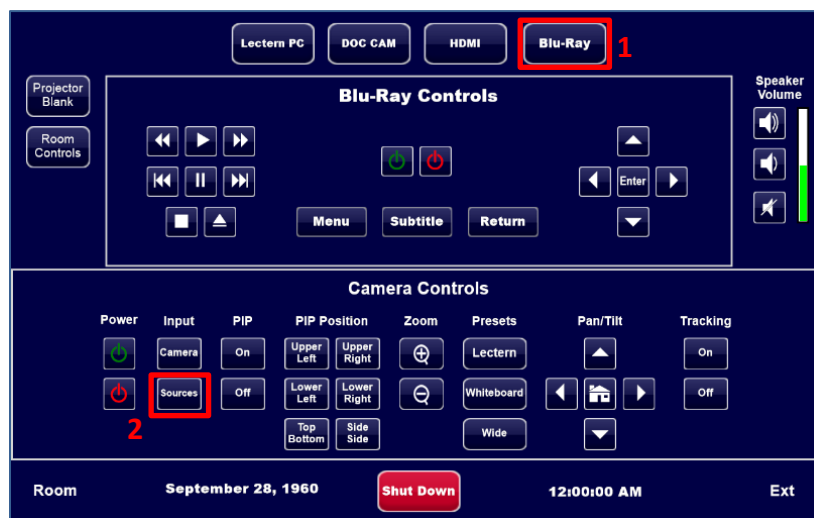 Lectern PC
DOC CAM
HDMI
Blu-Ray
1
Projector
Blank
Room
Controls
Blu-Ray Controls
Speaker
Volume
Enter
Menu
Subtitle
Return
Camera Controls
Power
Input
PIP
PIP Position
Zoom
Presets
Pan/Tilt
Tracking
Camera
On
Upper
Left
Upper
Right
Lectern
On
Sources
Off
Lower
Left
Lower
Right
Whiteboard
Off
2
Top
Bottom
Side
Side
Wide
Room
September 28, 1960
Shut Down
12:00:00 AM
Ext